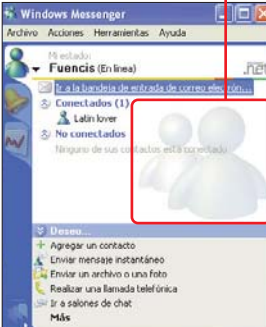 Windows Messenger
Archivo Acciones Herramientas Ayuda
Mi estado:
Fuencis (En línea)
.net
Ir a la bandeja de entrada de correo electrón...
Conectados (1)
Latin lover
No conectados
Ninguno de sus contactos está conectado
Deseo...
Agregar un contacto
Enviar mensaje instantáneo
Enviar un archivo o una foto
Realizar una llamada telefónica
Ir a salones de chat
Más